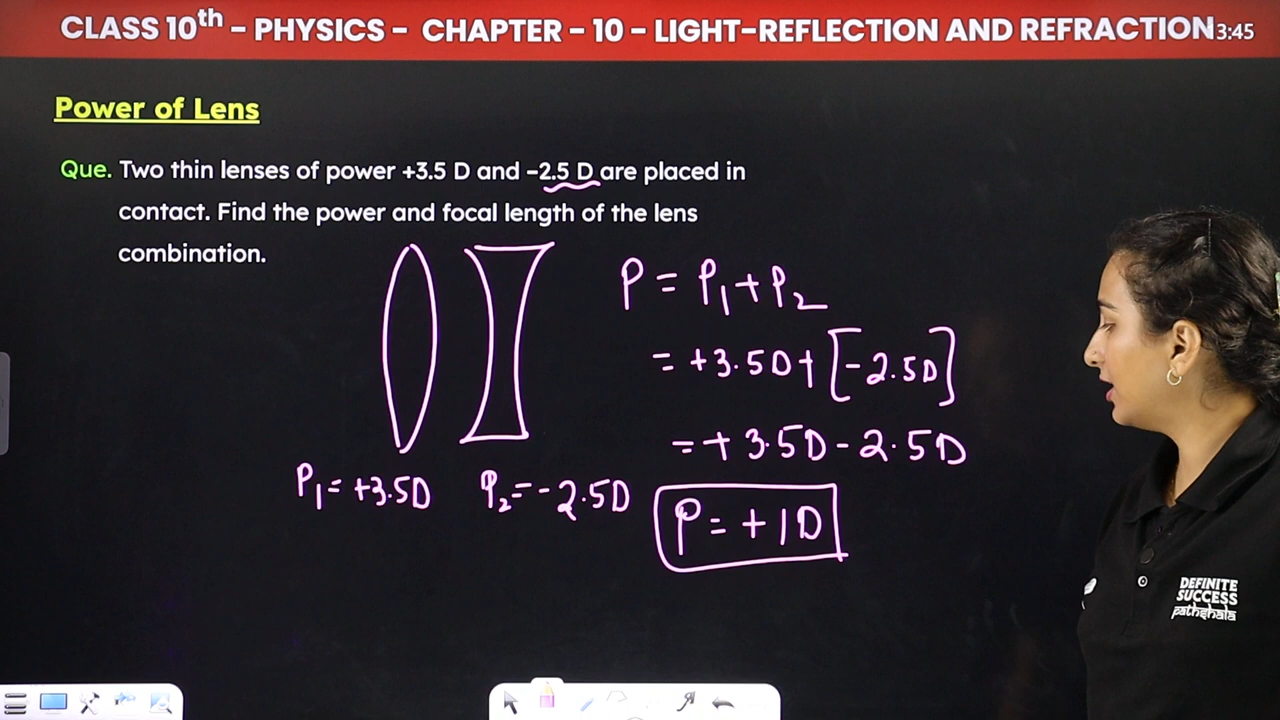 CLASS 10th - PHYSICS - CHAPTER - 10 - LIGHT-REFLECTION AND REFRACTION 3:45
Power of Lens
Que. Two thin lenses of power +3.5 D and -2.5 D are placed in
contact. Find the power and focal length of the lens
combination.
P = P₁ + P₂
= +3.5D + [-2.5D]
= + 3.5D - 2.5D
P₁ = +3.5D P₂ = -2.5D
P = +1D
DEFINITE
SUCCESS
pathshala